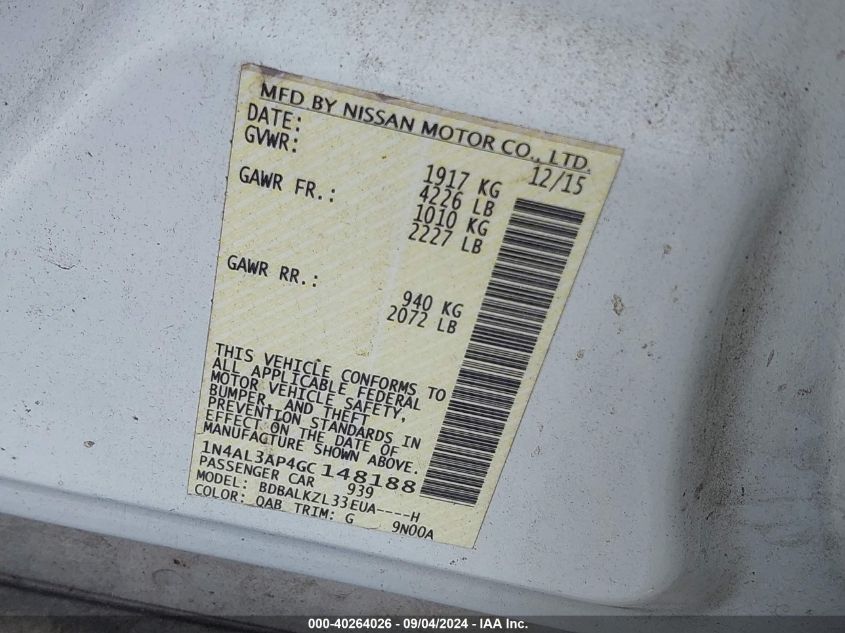 MFD BY NISSAN MOTOR CO., LTD.
DATE: 12/15
GVWR: 1917 KG
4226 LB
GAWR FR.: 1010 KG
2227 LB
GAWR RR.: 940 KG
2072 LB
THIS VEHICLE CONFORMS TO
ALL APPLICABLE FEDERAL
MOTOR VEHICLE SAFETY,
BUMPER, AND THEFT
PREVENTION STANDARDS IN
EFFECT ON THE DATE OF
MANUFACTURE SHOWN ABOVE.
1N4AL3AP4GC148188
PASSENGER CAR 939
MODEL: BDBALKZL33EUA----H
COLOR: QAB TRIM: G 9N00A
000-40264026 - 09/04/2024 - IAA Inc.